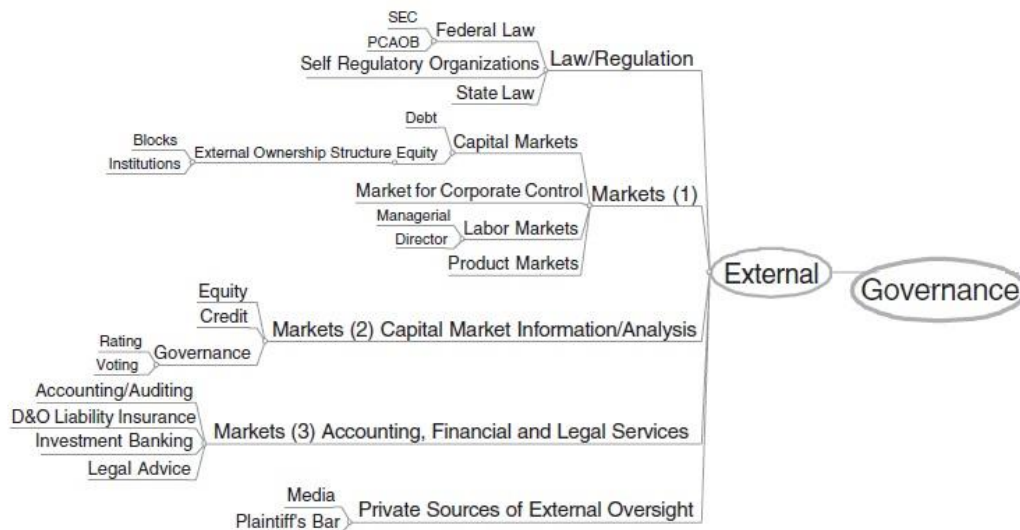 SEC
PCAOB
Federal Law
Self Regulatory Organizations
State Law
Law/Regulation
Debt
Blocks
Institutions
External Ownership Structure
Equity
Capital Markets
Market for Corporate Control
Managerial
Director
Labor Markets
Product Markets
Markets (1)
External
Governance
Equity
Credit
Rating
Voting
Governance
Markets (2) Capital Market Information/Analysis
Accounting/Auditing
D&O Liability Insurance
Investment Banking
Legal Advice
Markets (3) Accounting, Financial and Legal Services
Media
Plaintiff's Bar
Private Sources of External Oversight